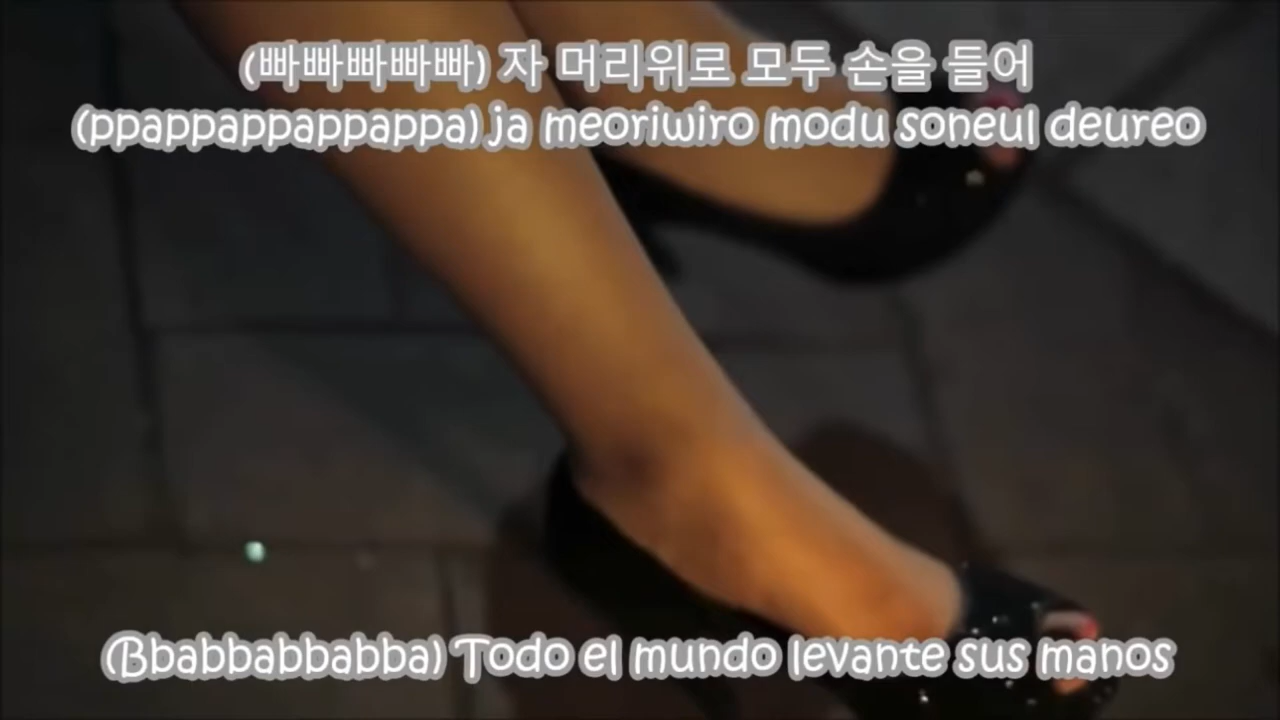 (빠빠빠빠빠) 자 머리위로 모두 손을 들어
(ppappappappappa) ja meoriwiro modu soneul deureo
(Bbabbabbabba) Todo el mundo levante sus manos